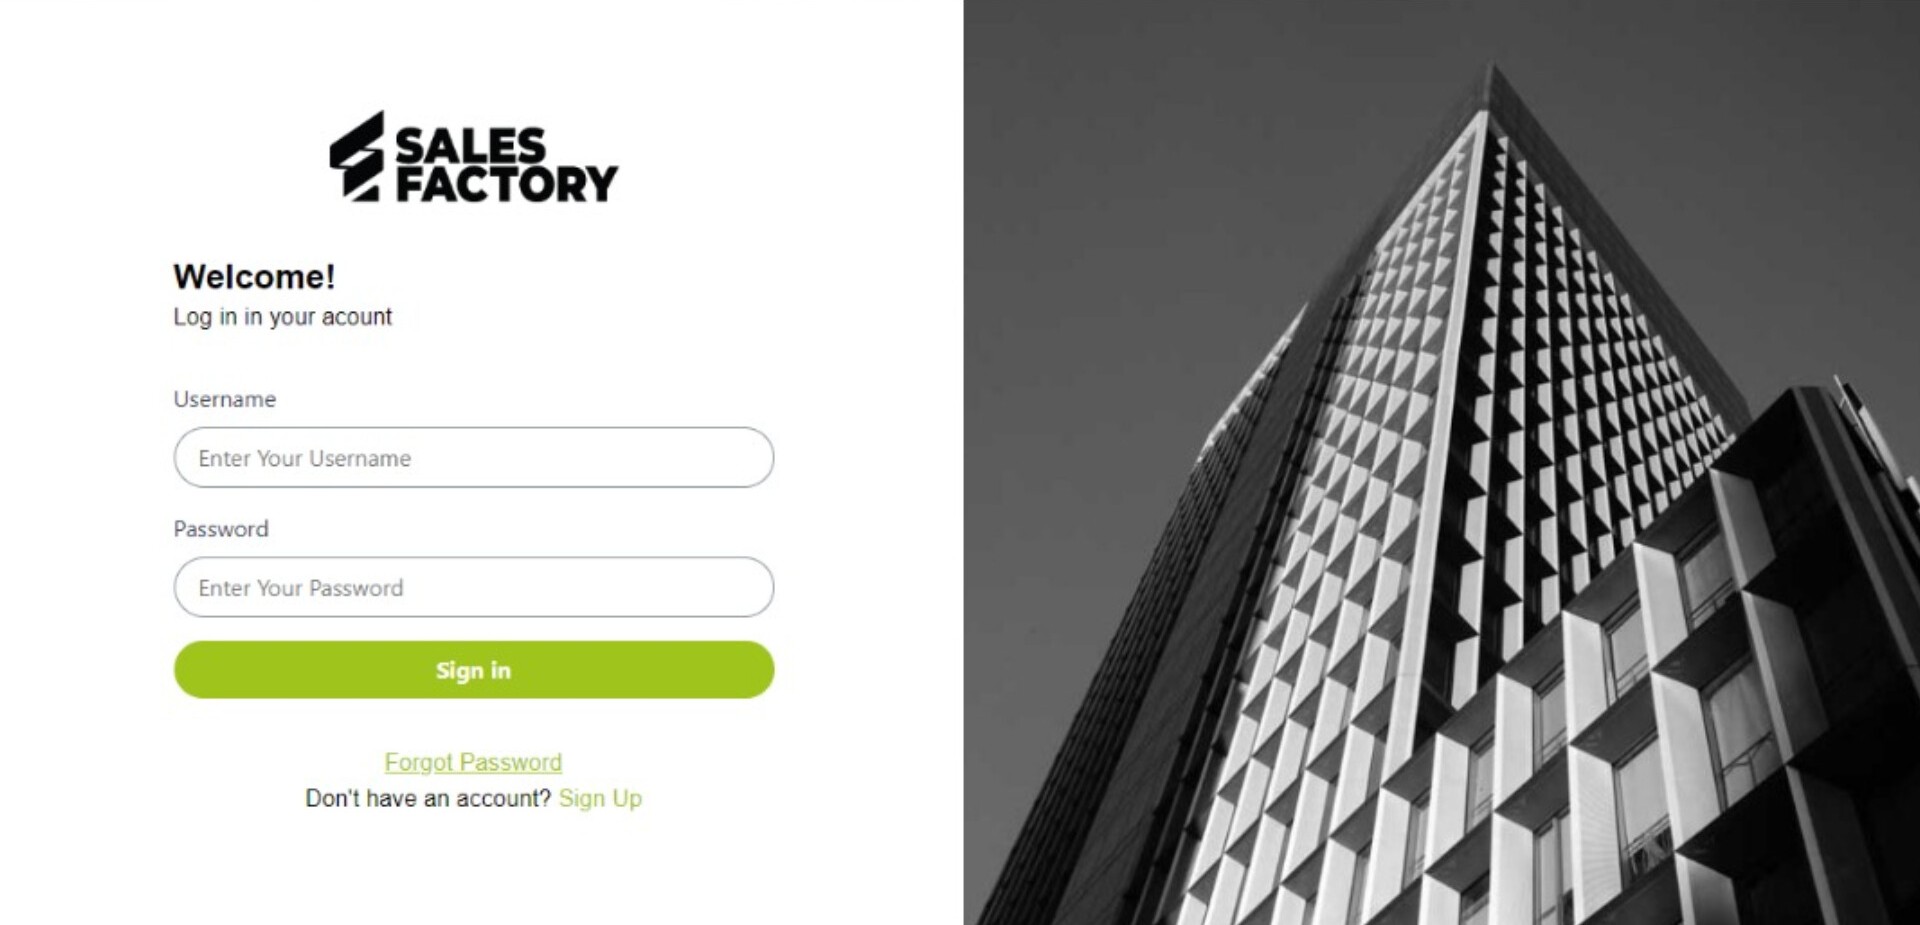 SALES
FACTORY
Welcome!
Log in in your acount
Username
Enter Your Username
Password
Enter Your Password
Sign in
Forgot Password
Don't have an account? Sign Up